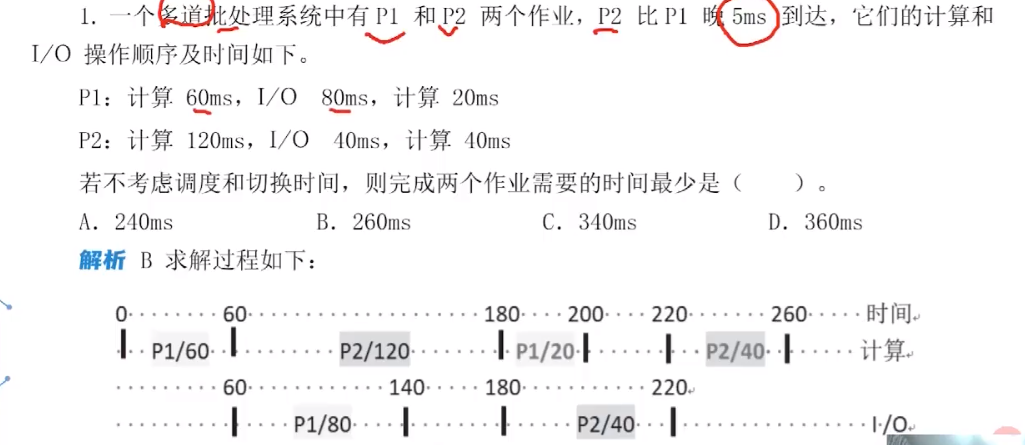 1. 一个多道批处理系统中有 P1 和 P2 两个作业，P2 比 P1 晚 5ms 到达，它们的计算和
I/O 操作顺序及时间如下。
P1：计算 60ms，I/O 80ms，计算 20ms
P2：计算 120ms，I/O 40ms，计算 40ms
若不考虑调度和切换时间，则完成两个作业需要的时间最少是（ ）。
A. 240ms B. 260ms C. 340ms D. 360ms
解析 B 求解过程如下：
0 60 180 200 220 260 时间
P1/60 P2/120 P1/20 P2/40 计算
60 140 180 220
P1/80 P2/40 I/O